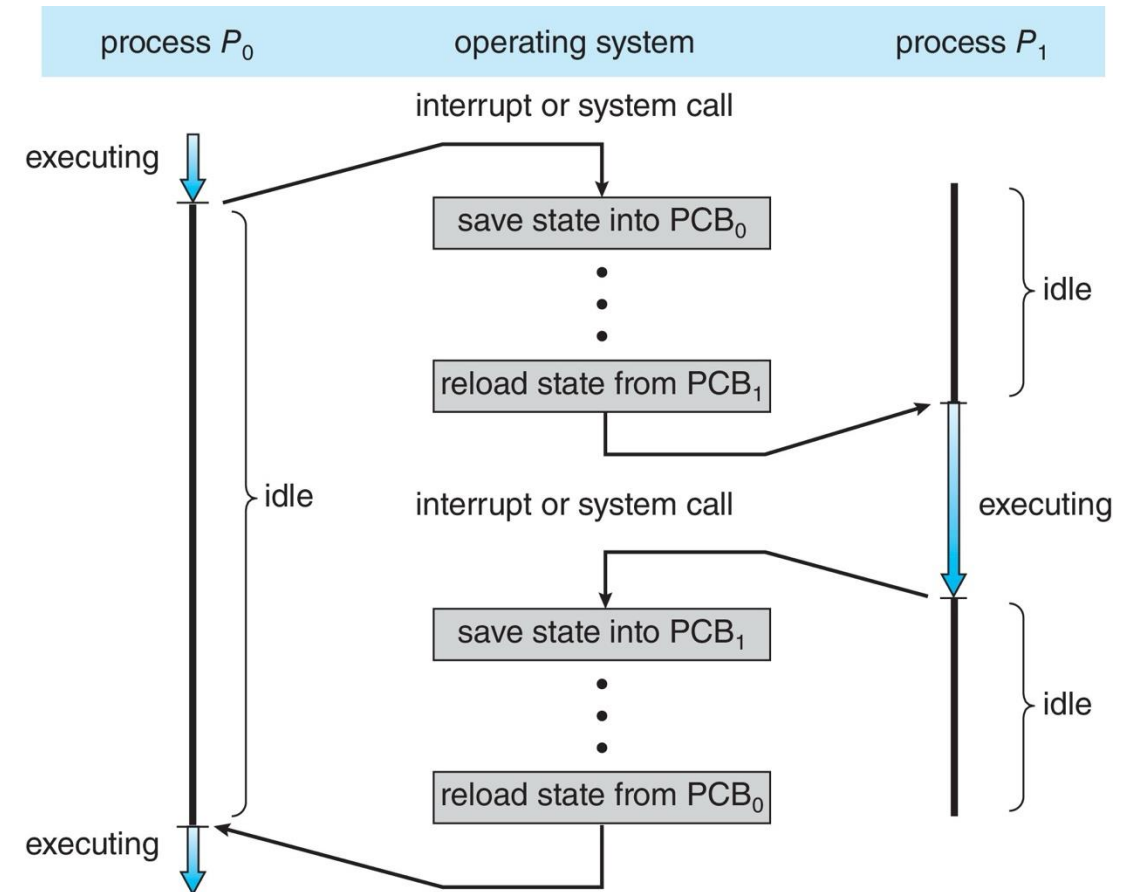 process P₀ operating system process P₁
interrupt or system call
executing
save state into PCB₀
idle
reload state from PCB₁
idle
interrupt or system call
executing
save state into PCB₁
idle
reload state from PCB₀
executing